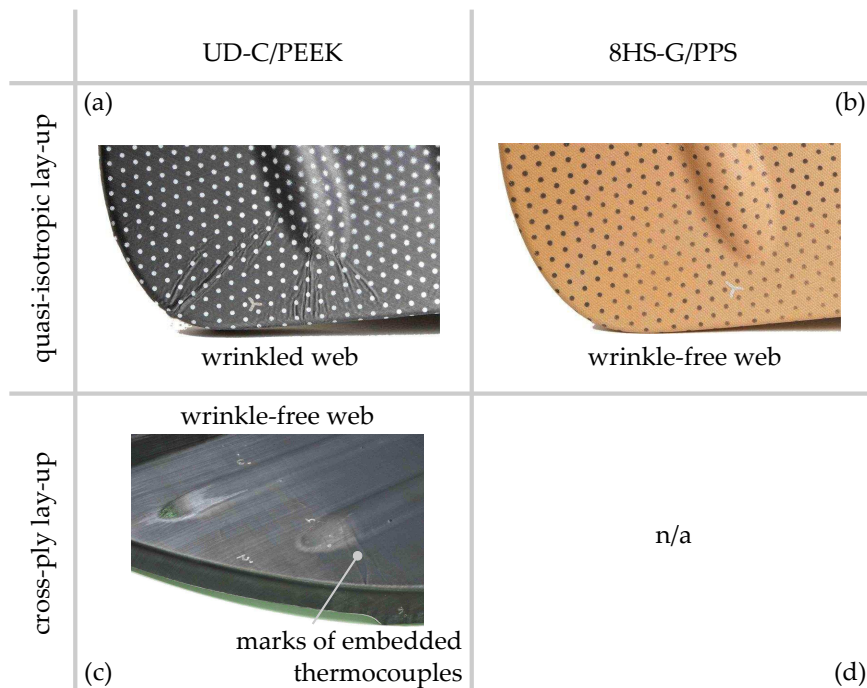 UD-C/PEEK
8HS-G/PPS
quasi-isotropic lay-up
(a)
wrinkled web
(b)
wrinkle-free web
cross-ply lay-up
wrinkle-free web
marks of embedded
thermocouples
(c)
n/a
(d)